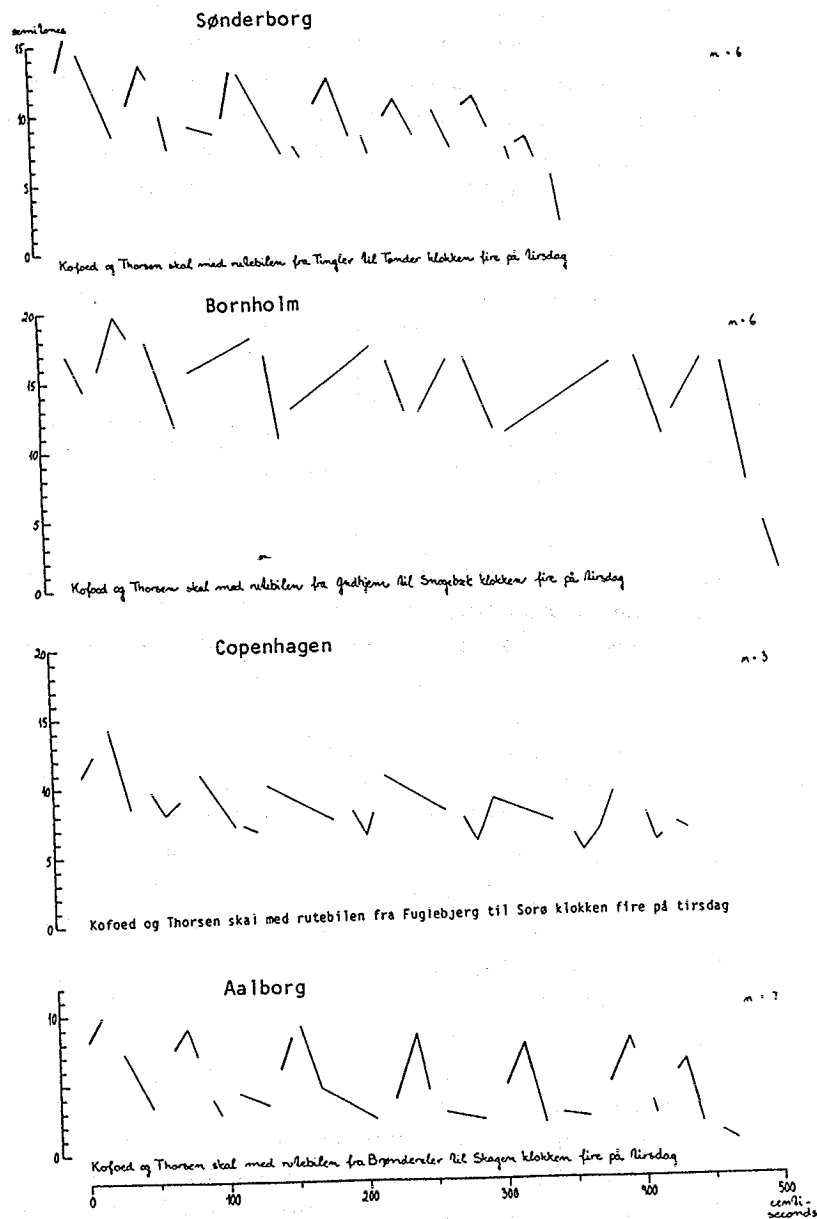 Sønderborg
semitones
n = 6
15
10
5
0
Kofoed og Thorsen skal med rutebilen fra Tingler til Tønder klokken fire på tirsdag
Bornholm
n = 6
20
15
10
5
0
Kofoed og Thorsen skal med rutebilen fra Gudhjem til Snogebæk klokken fire på tirsdag
Copenhagen
n = 3
20
15
10
5
0
Kofoed og Thorsen skal med rutebilen fra Fuglebjerg til Sorø klokken fire på tirsdag
Aalborg
n = 7
10
5
0
Kofoed og Thorsen skal med rutebilen fra Brønderslev til Skagen klokken fire på tirsdag
0 100 200 300 400 500
centi-
seconds